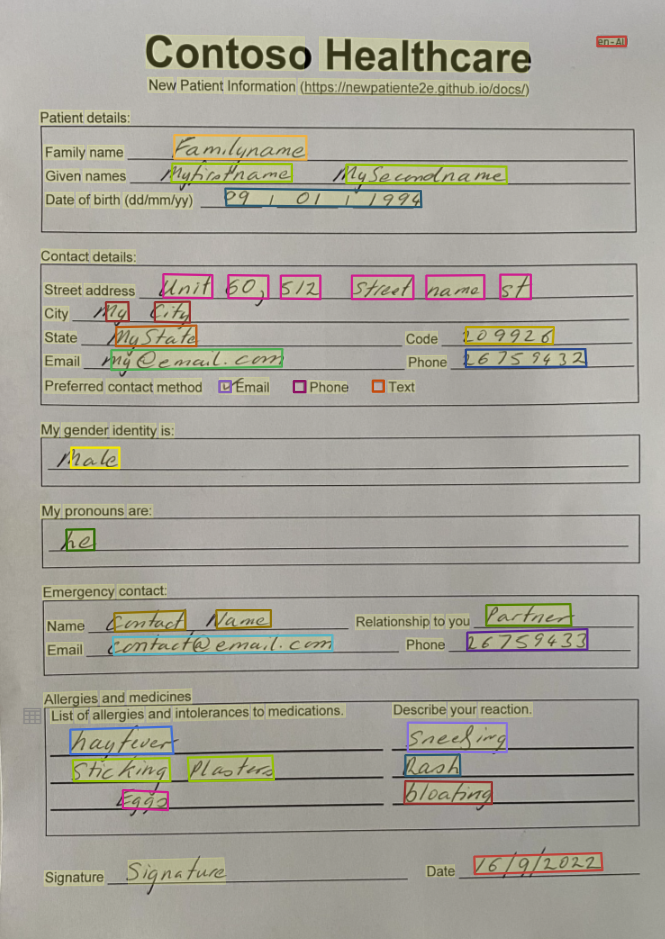 Contoso Healthcare
en-AU
New Patient Information (https://newpatiente2e.github.io/docs/)
Patient details:
Family name Familyname
Given names Myfirstname MySecondname
Date of birth (dd/mm/yy) 09 / 01 / 1994
Contact details:
Street address Unit 60, 512 Street name st
City My City
State MyState Code 209926
Email my@email.com Phone 26759432
Preferred contact method Email Phone Text
My gender identity is:
Male
My pronouns are:
he
Emergency contact:
Name Contact Name Relationship to you Partner
Email contact@email.com Phone 26759433
Allergies and medicines
List of allergies and intolerances to medications. Describe your reaction.
hayfever Sneezing
Sticking Plasters Rash
Eggs bloating
Signature Signature Date 16/9/2022